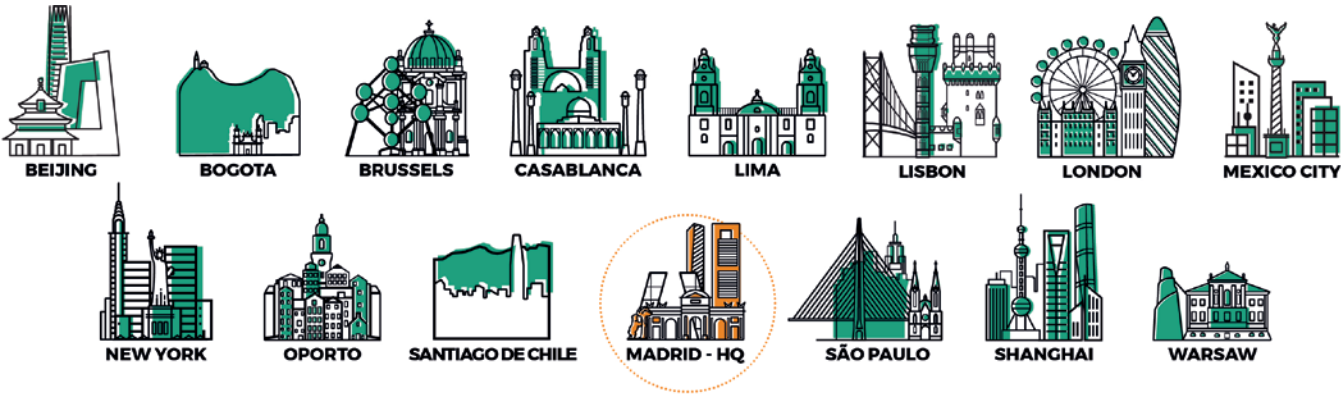 BEIJING
BOGOTA
BRUSSELS
CASABLANCA
LIMA
LISBON
LONDON
MEXICO CITY
NEW YORK
OPORTO
SANTIAGO DE CHILE
MADRID - HQ
SÃO PAULO
SHANGHAI
WARSAW